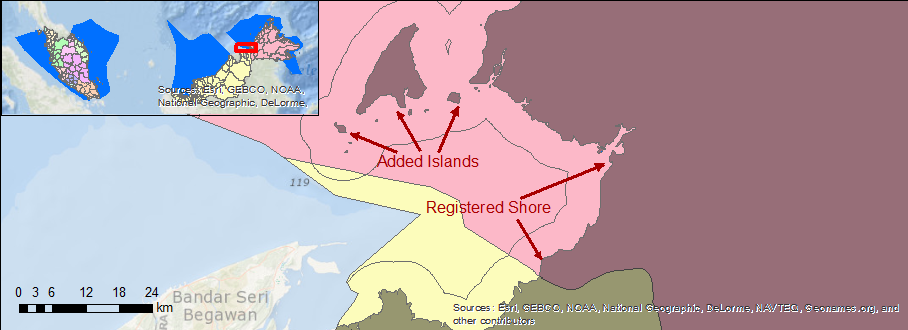 Sources: Esri, GEBCO, NOAA,
National Geographic, DeLorme,
Added Islands
119
Registered Shore
0 3 6 12 18 24
km
Bandar Seri
Begawan
Sources: Esri, GEBCO, NOAA, National Geographic, DeLorme, NAVTEQ, Geonames.org, and
other contributors